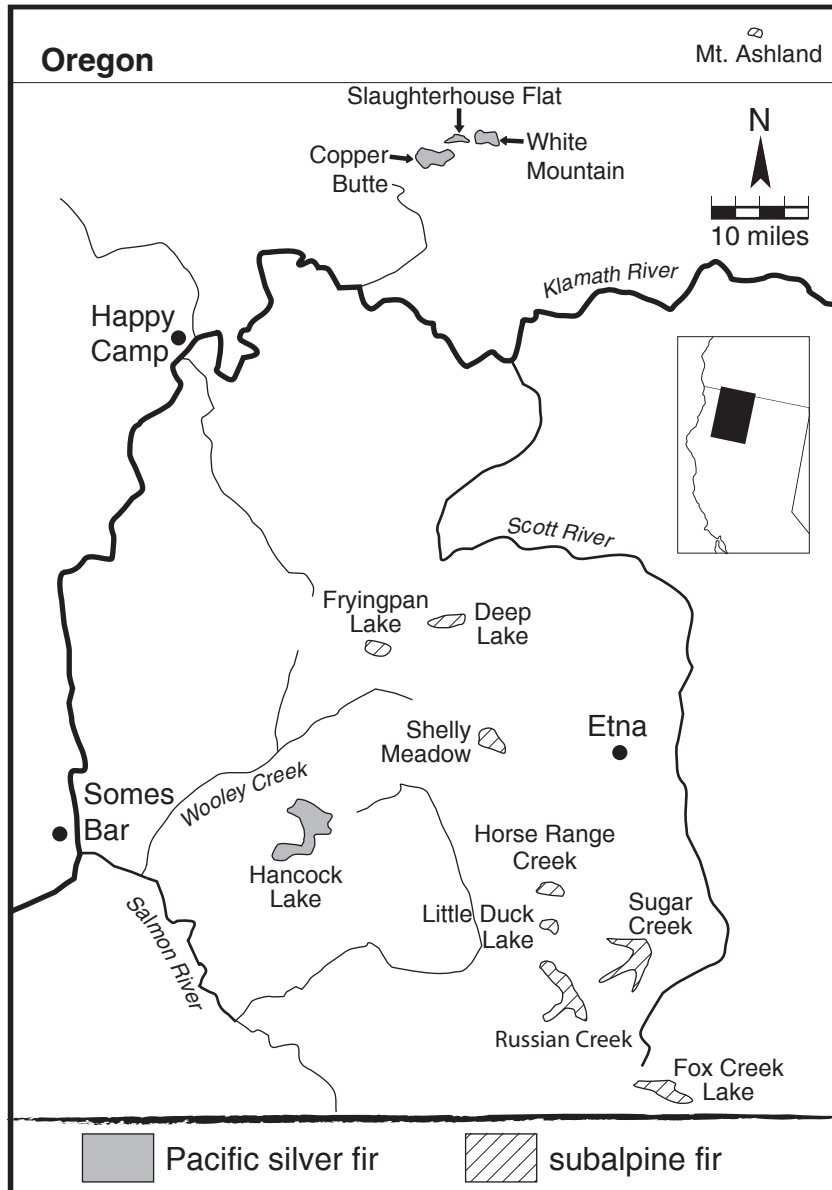 Oregon
Mt. Ashland
Slaughterhouse Flat
White
Mountain
Copper
Butte
N
10 miles
Klamath River
Happy
Camp
Scott River
Fryingpan
Lake
Deep
Lake
Shelly
Meadow
Etna
Somes
Bar
Wooley Creek
Hancock
Lake
Horse Range
Creek
Little Duck
Lake
Sugar
Creek
Salmon River
Russian Creek
Fox Creek
Lake
Pacific silver fir
subalpine fir